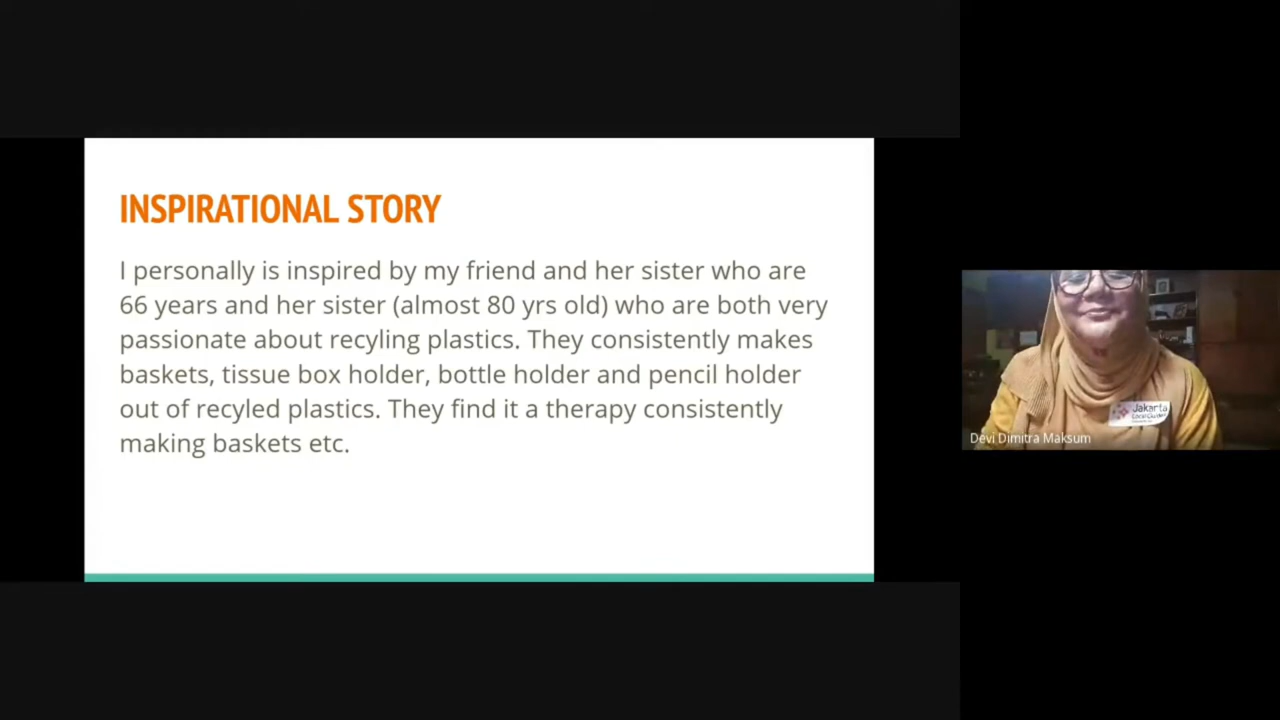 INSPIRATIONAL STORY
I personally is inspired by my friend and her sister who are
66 years and her sister (almost 80 yrs old) who are both very
passionate about recyling plastics. They consistently makes
baskets, tissue box holder, bottle holder and pencil holder
out of recyled plastics. They find it a therapy consistently
making baskets etc.
Jakarta
Devi Dimitra Maksum